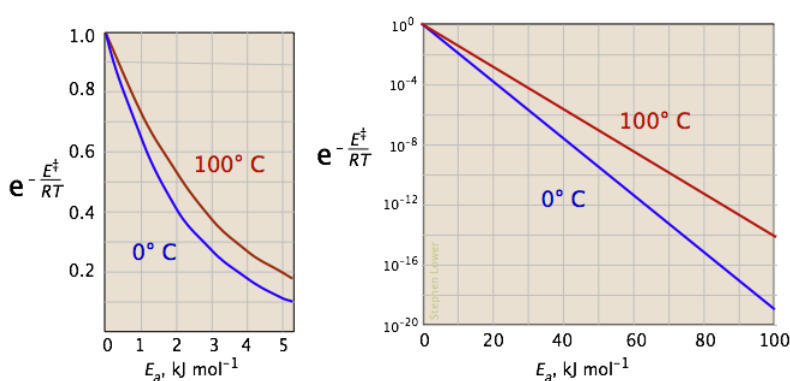 1.0
0.8
0.6
0.4
0.2
e^-E‡/RT
100° C
0° C
0 1 2 3 4 5
Eₐ, kJ mol⁻¹
10⁰
10⁻⁴
10⁻⁸
10⁻¹²
10⁻¹⁶
10⁻²⁰
e^-E‡/RT
100° C
0° C
Stephen Lower
0 20 40 60 80 100
Eₐ, kJ mol⁻¹